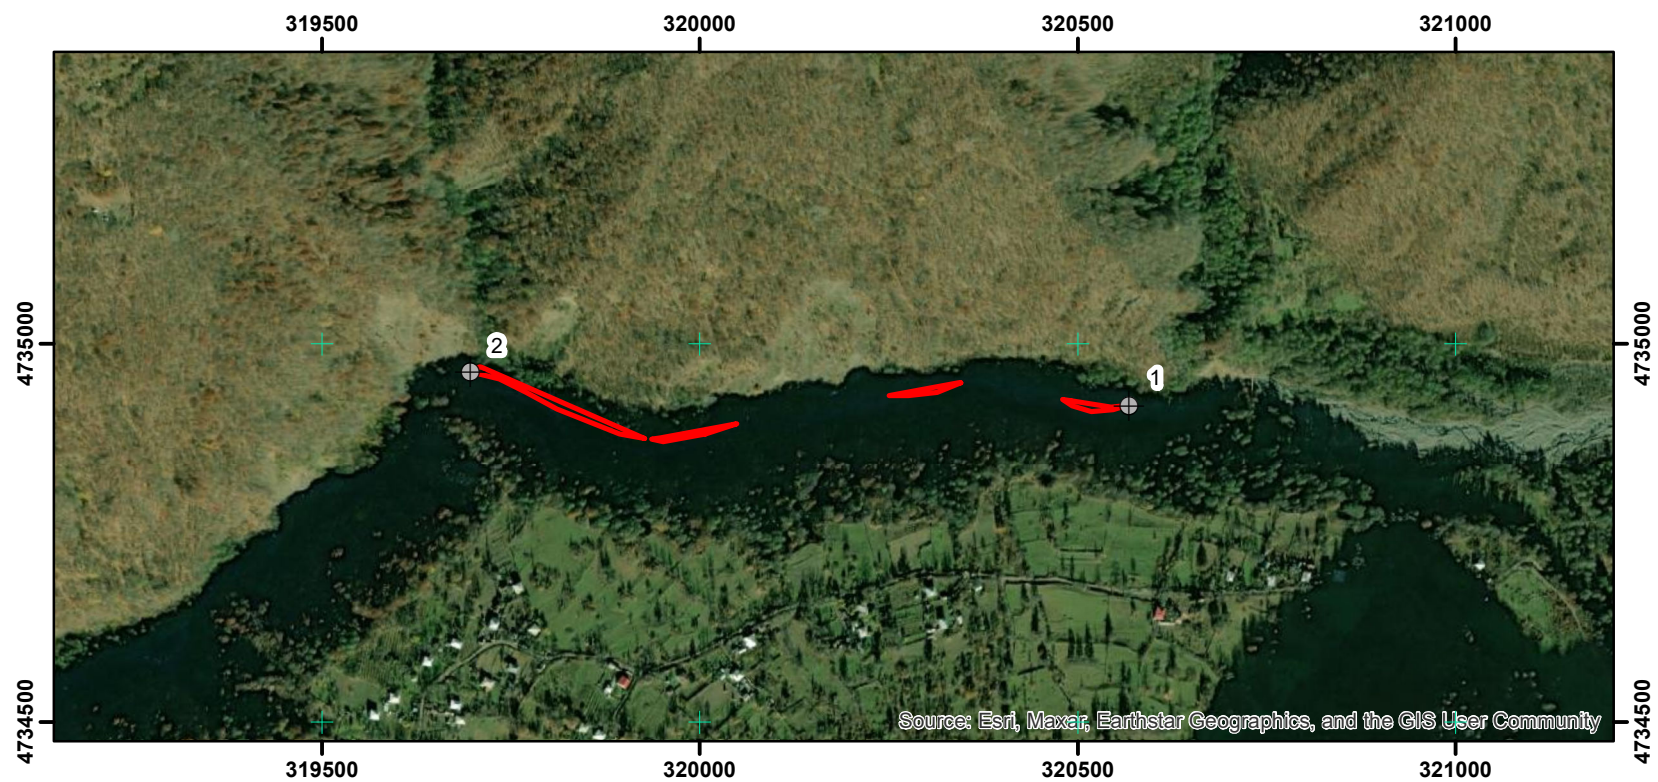 319500 320000 320500 321000
4735000 4735000
2
1
4734500 4734500
Source: Esri, Maxar, Earthstar Geographics, and the GIS User Community
319500 320000 320500 321000